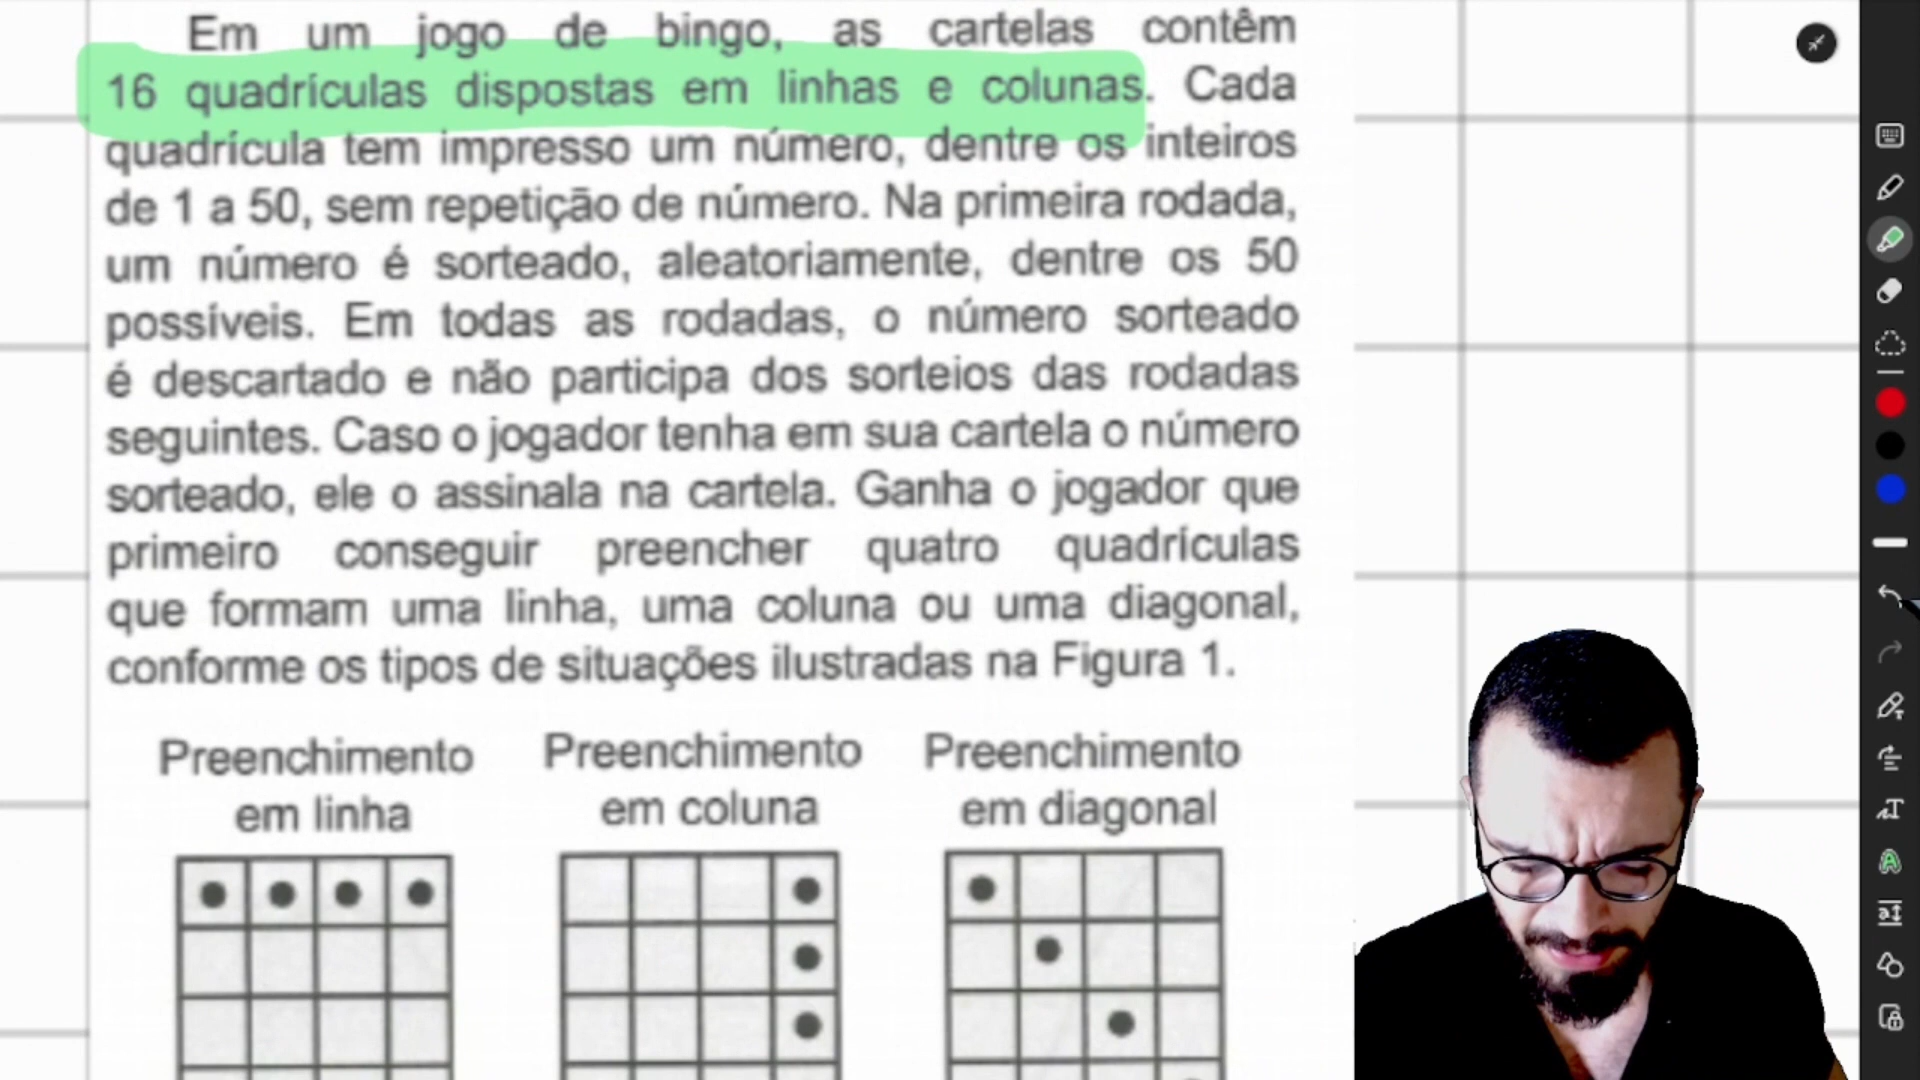 Em um jogo de bingo, as cartelas contêm
16 quadrículas dispostas em linhas e colunas. Cada
quadrícula tem impresso um número, dentre os inteiros
de 1 a 50, sem repetição de número. Na primeira rodada,
um número é sorteado, aleatoriamente, dentre os 50
possíveis. Em todas as rodadas, o número sorteado
é descartado e não participa dos sorteios das rodadas
seguintes. Caso o jogador tenha em sua cartela o número
sorteado, ele o assinala na cartela. Ganha o jogador que
primeiro conseguir preencher quatro quadrículas
que formam uma linha, uma coluna ou uma diagonal,
conforme os tipos de situações ilustradas na Figura 1.
Preenchimento
em linha
Preenchimento
em coluna
Preenchimento
em diagonal